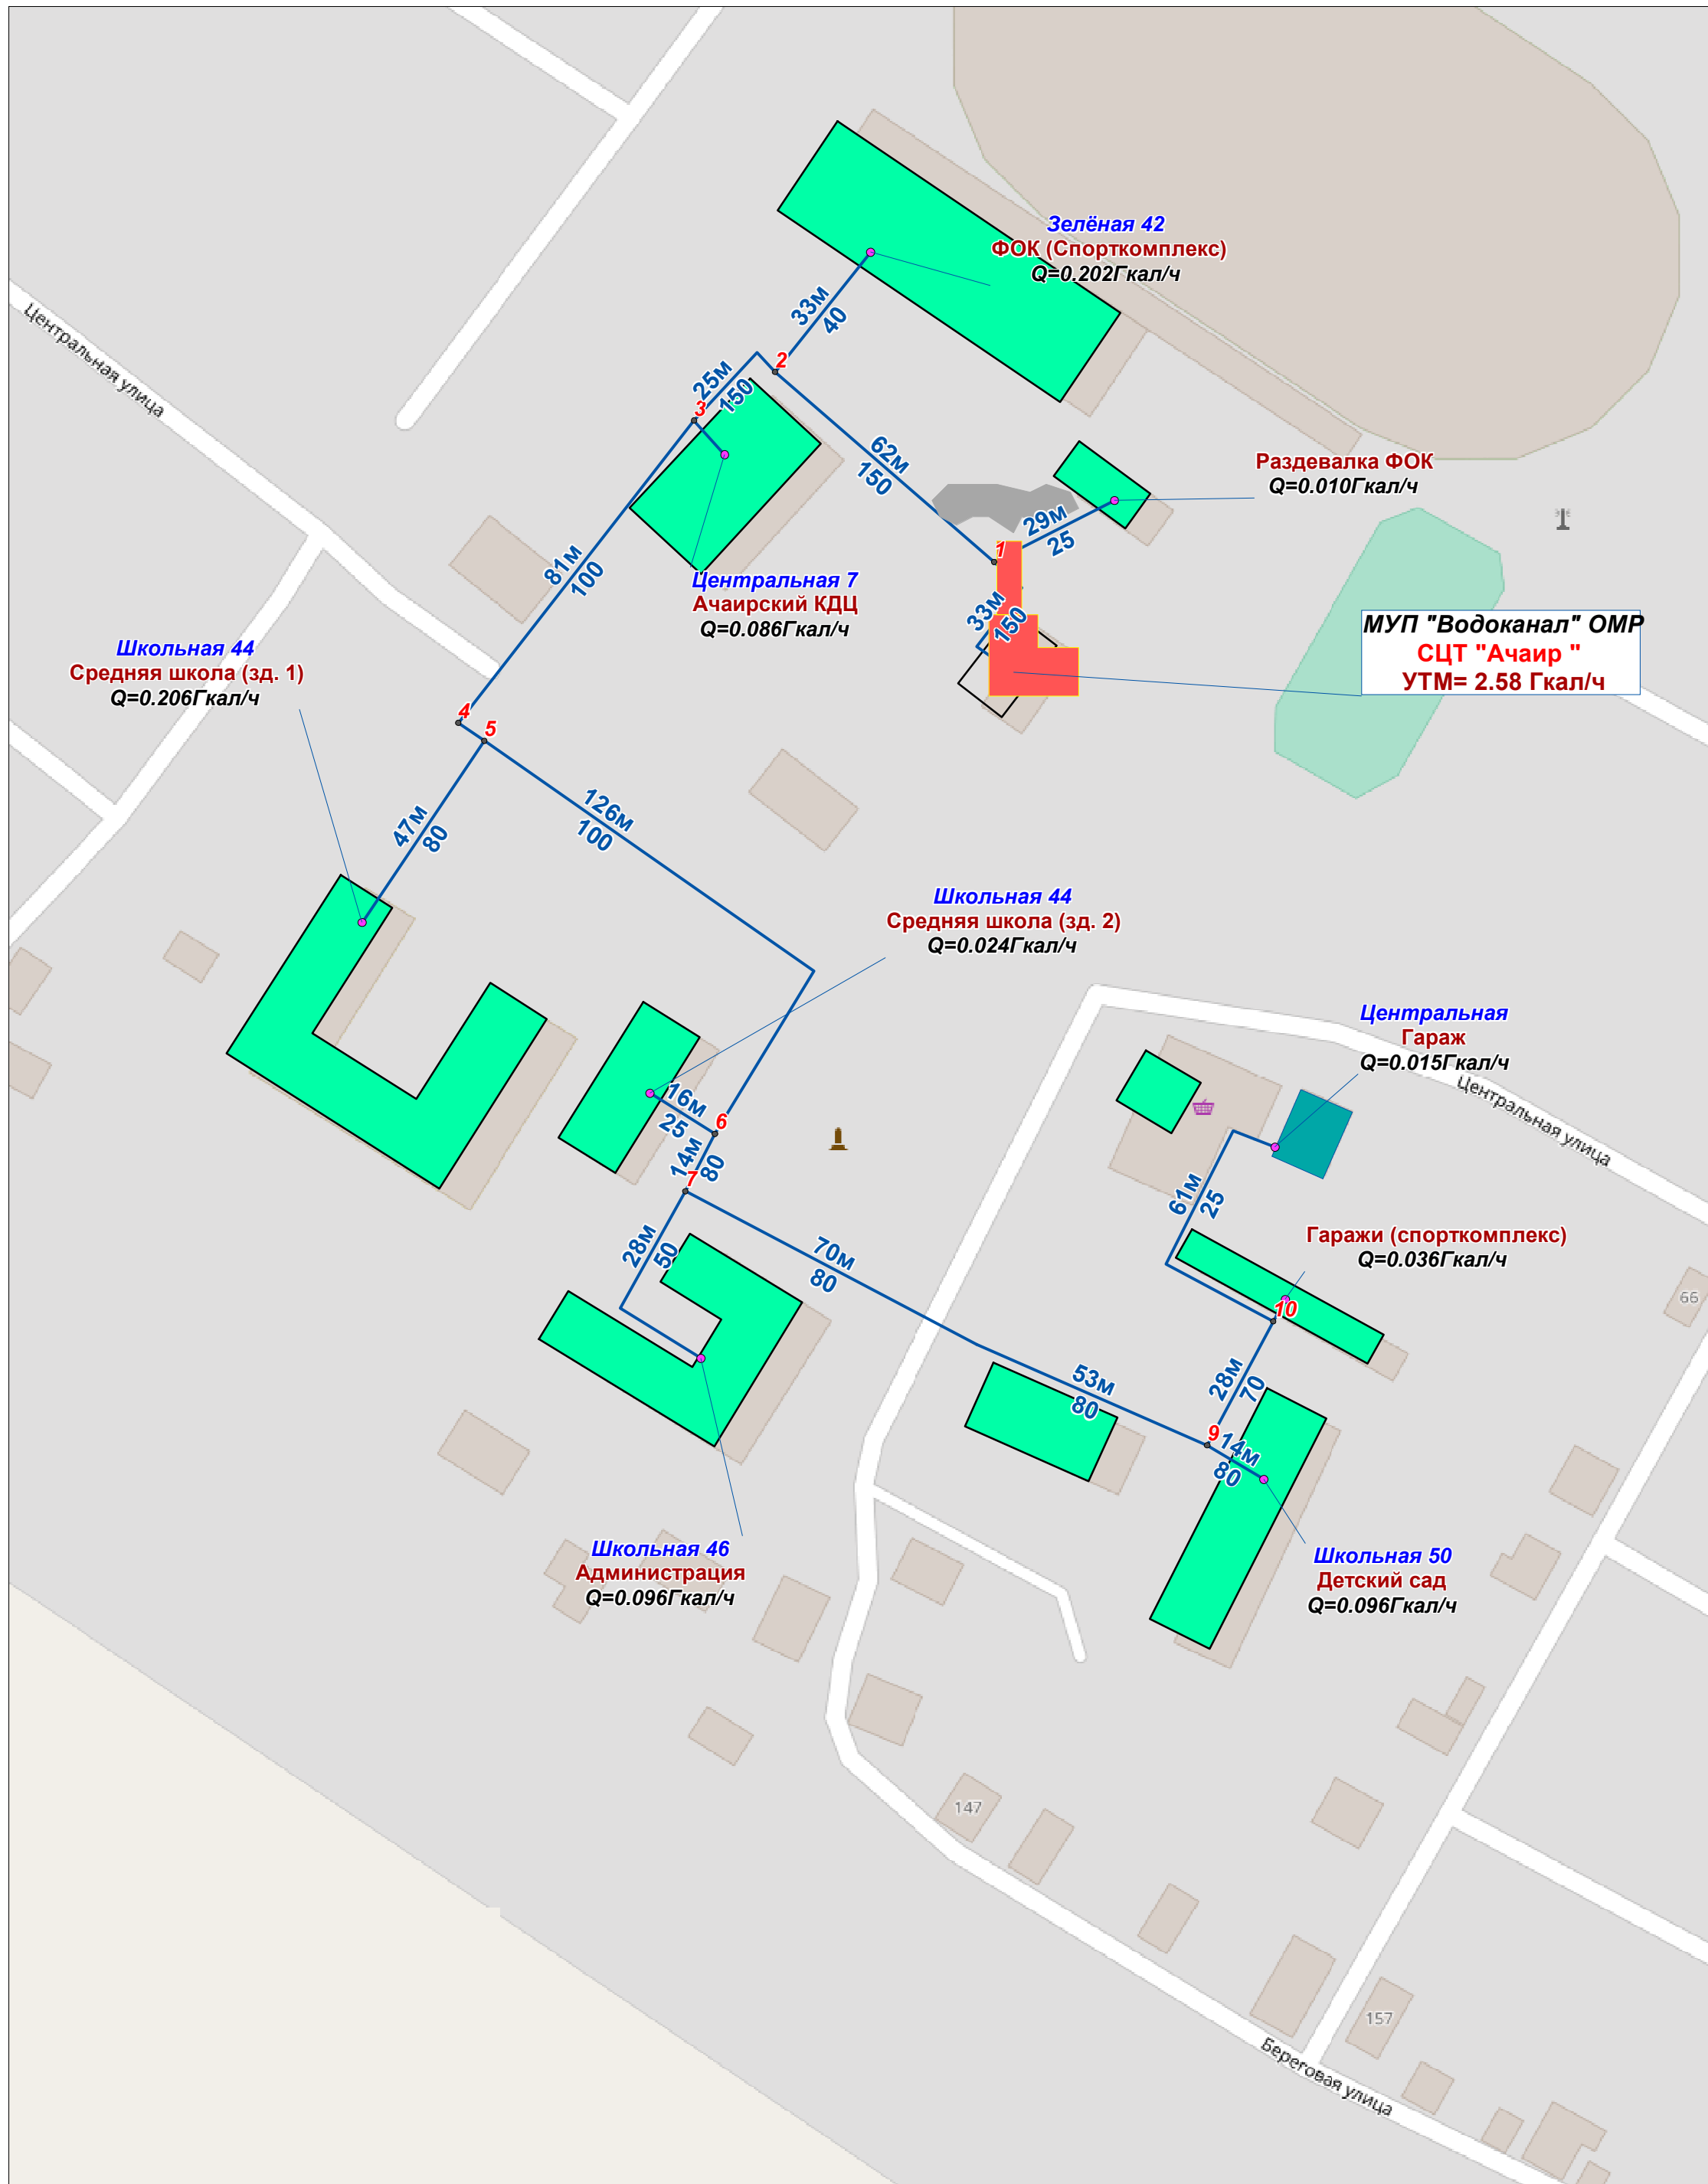 Зелёная 42
ФОК (Спорткомплекс)
Q=0.202Гкал/ч
33м
40
Центральная улица
2
25м
150
3
62м
150
Раздевалка ФОК
Q=0.010Гкал/ч
29м
25
1
81м
100
Центральная 7
Ачаирский КДЦ
Q=0.086Гкал/ч
33м
150
МУП "Водоканал" ОМР
СЦТ "Ачаир "
УТМ= 2.58 Гкал/ч
Школьная 44
Средняя школа (зд. 1)
Q=0.206Гкал/ч
4
5
47м
80
126м
100
Школьная 44
Средняя школа (зд. 2)
Q=0.024Гкал/ч
Центральная
Гараж
Q=0.015Гкал/ч
Центральная улица
16м
25
6
14м
80
7
61м
25
28м
50
70м
80
Гаражи (спорткомплекс)
Q=0.036Гкал/ч
10
66
53м
80
28м
70
9
14м
80
Школьная 46
Администрация
Q=0.096Гкал/ч
Школьная 50
Детский сад
Q=0.096Гкал/ч
147
157
Береговая улица